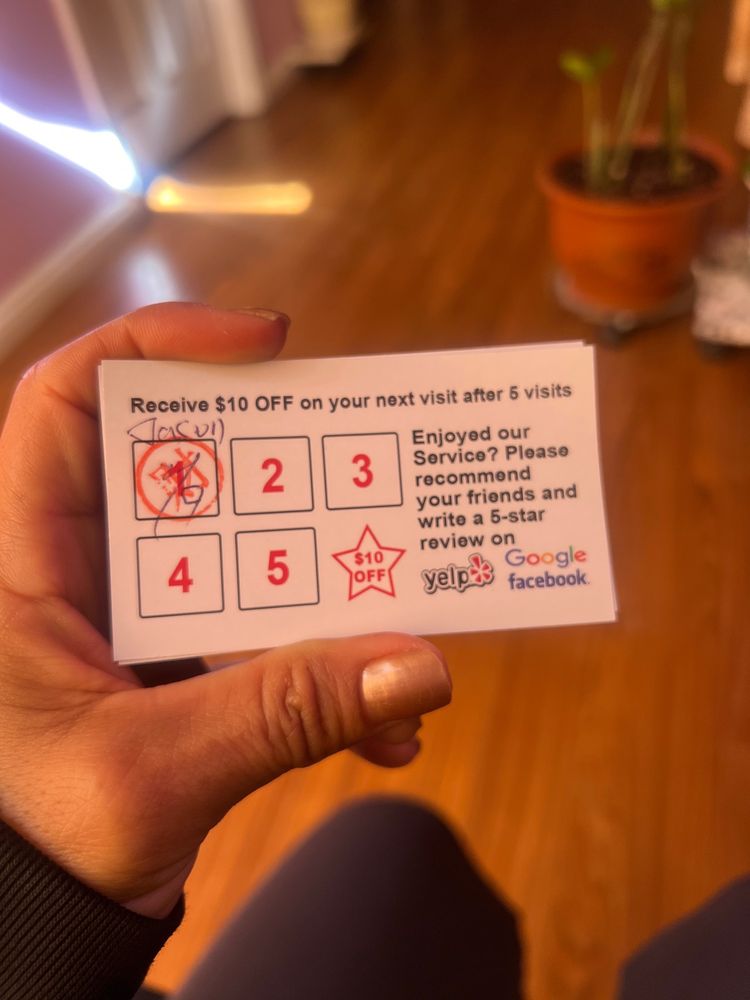 Receive $10 OFF on your next visit after 5 visits
Jason
1 2 3
4 5 $10
OFF
Enjoyed our
Service? Please
recommend
your friends and
write a 5-star
review on
yelp
Google
facebook